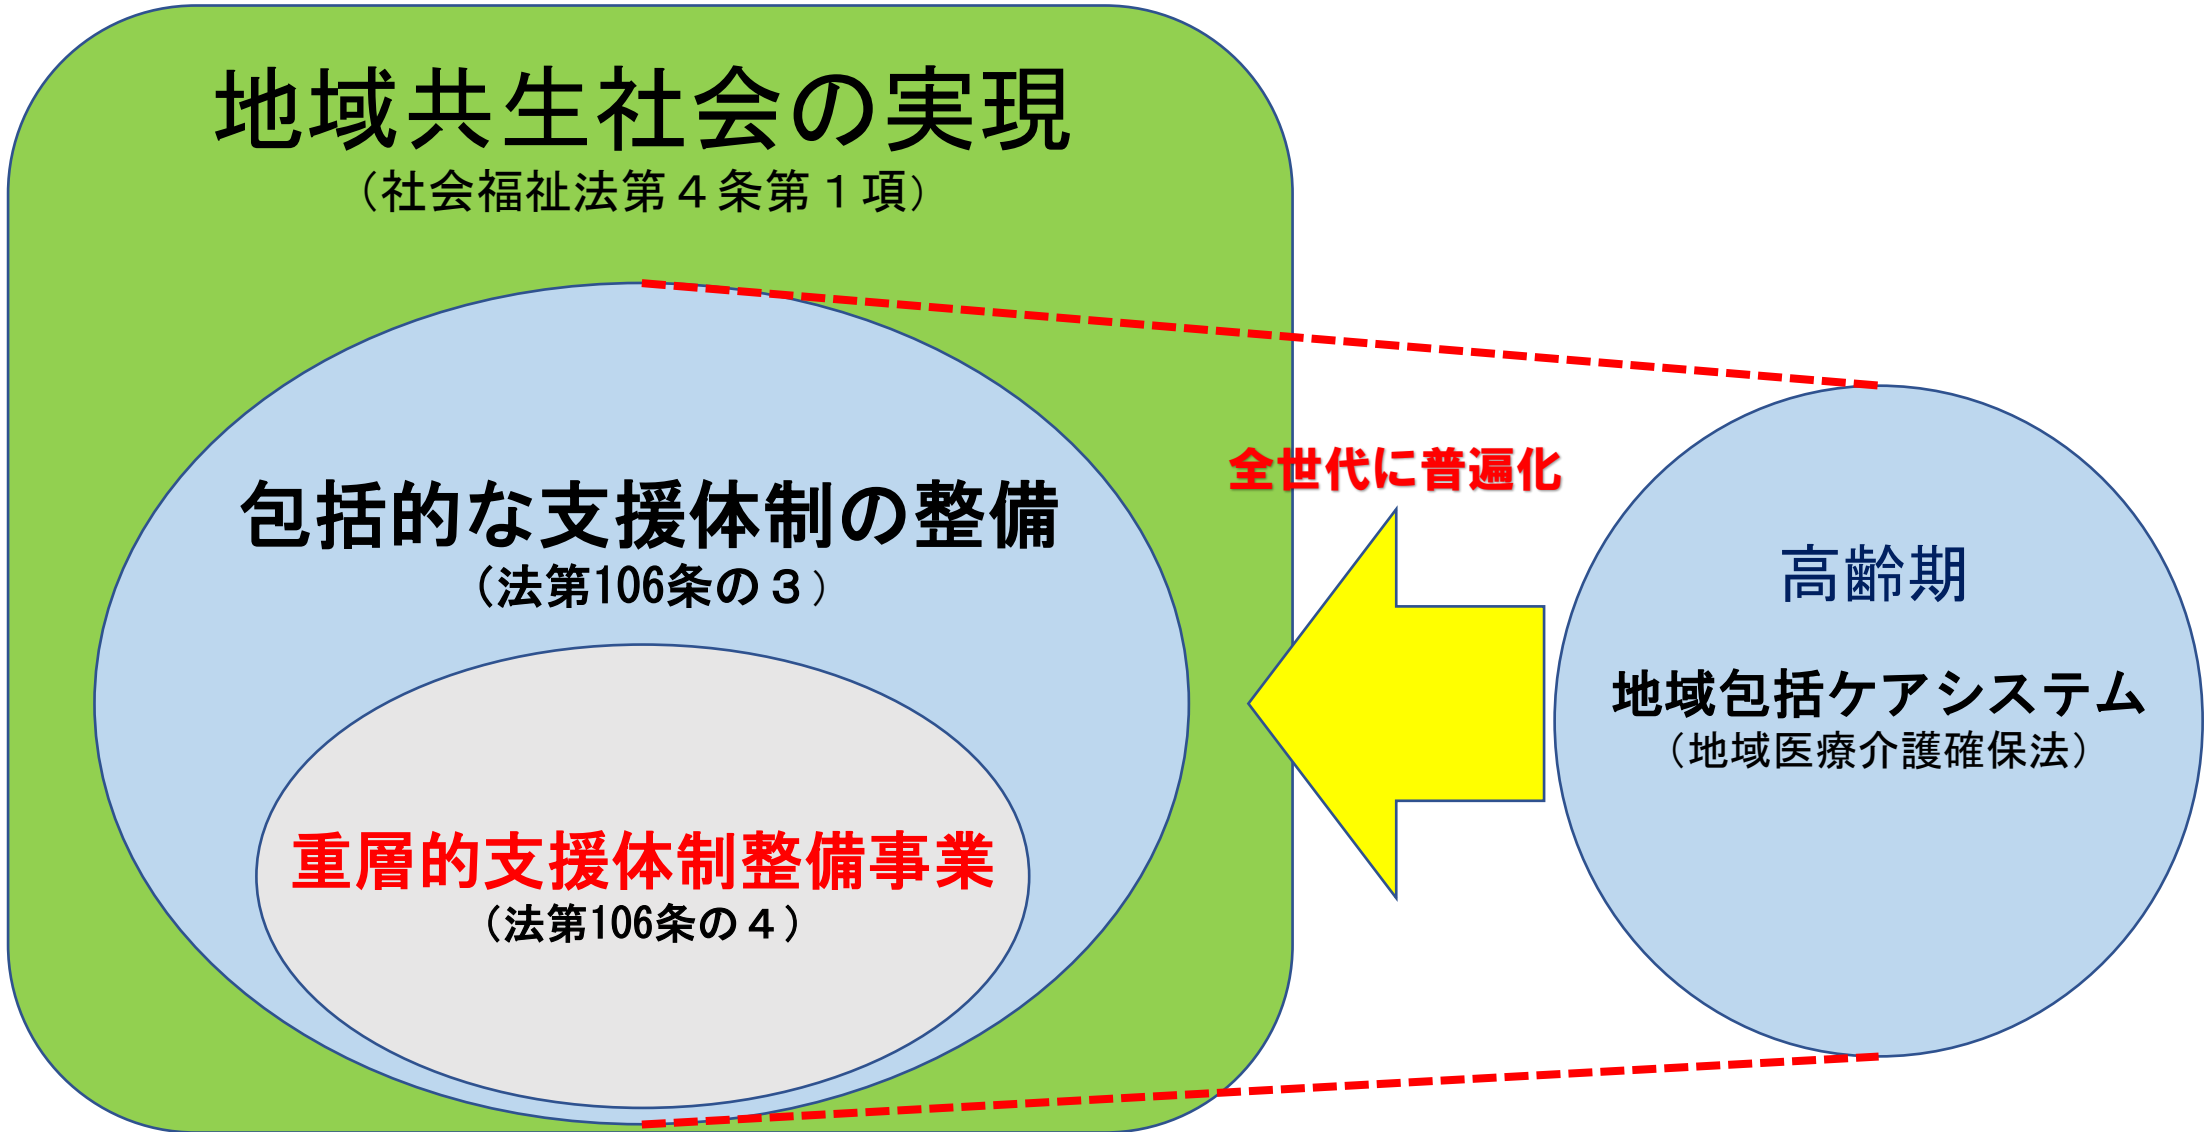 地域共生社会の実現
（社会福祉法第４条第１項）
包括的な支援体制の整備
（法第106条の３）
重層的支援体制整備事業
（法第106条の４）
全世代に普遍化
高齢期
地域包括ケアシステム
（地域医療介護確保法）